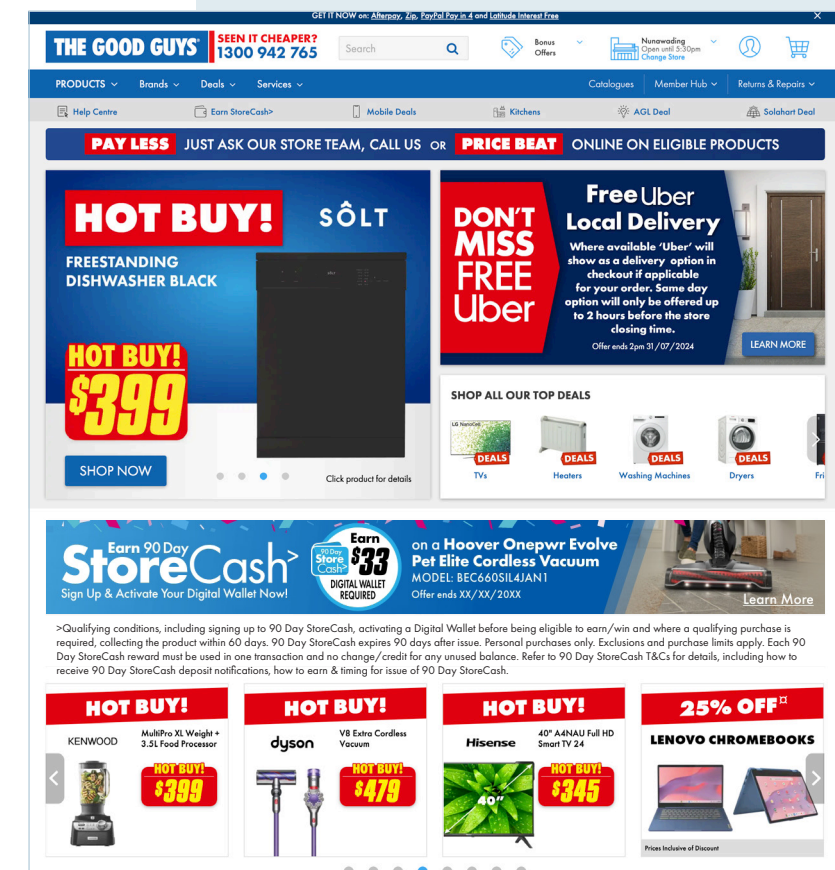 GET IT NOW on: Afterpay, Zip, PayPal Pay in 4 and Latitude Interest Free
THE GOOD GUYS
SEEN IT CHEAPER?
1300 942 765
Search
Bonus
Offers
Nunawading
Open until 5:30pm
Change Store
PRODUCTS
Brands
Deals
Services
Catalogues
Member Hub
Returns & Repairs
Help Centre
Earn StoreCash>
Mobile Deals
Kitchens
AGL Deal
Solahart Deal
PAY LESS JUST ASK OUR STORE TEAM, CALL US OR PRICE BEAT ONLINE ON ELIGIBLE PRODUCTS
HOT BUY!
SÔLT
FREESTANDING
DISHWASHER BLACK
HOT BUY!
$399
SHOP NOW
Click product for details
DON'T
MISS
FREE
Uber
Free Uber
Local Delivery
Where available 'Uber' will
show as a delivery option in
checkout if applicable
for your order. Same day
option will only be offered up
to 2 hours before the store
closing time.
Offer ends 2pm 31/07/2024
LEARN MORE
SHOP ALL OUR TOP DEALS
LG NanoCell
DEALS
DEALS
DEALS
DEALS
TVs
Heaters
Washing Machines
Dryers
Fri
Earn 90 Day
StoreCash>
Sign Up & Activate Your Digital Wallet Now!
Earn
90 Day
Store
Cash>
$33
DIGITAL WALLET
REQUIRED
on a Hoover Onepwr Evolve
Pet Elite Cordless Vacuum
MODEL: BEC660SIL4JAN1
Offer ends XX/XX/20XX
Learn More
>Qualifying conditions, including signing up to 90 Day StoreCash, activating a Digital Wallet before being eligible to earn/win and where a qualifying purchase is
required, collecting the product within 60 days. 90 Day StoreCash expires 90 days after issue. Personal purchases only. Exclusions and purchase limits apply. Each 90
Day StoreCash reward must be used in one transaction and no change/credit for any unused balance. Refer to 90 Day StoreCash T&Cs for details, including how to
receive 90 Day StoreCash deposit notifications, how to earn & timing for issue of 90 Day StoreCash.
HOT BUY!
KENWOOD
MultiPro XL Weight +
3.5L Food Processor
HOT BUY!
$399
HOT BUY!
dyson
V8 Extra Cordless
Vacuum
HOT BUY!
$479
HOT BUY!
Hisense
40" A4NAU Full HD
Smart TV 24
HOT BUY!
$345
40"
25% OFF¤
LENOVO CHROMEBOOKS
Prices Inclusive of Discount